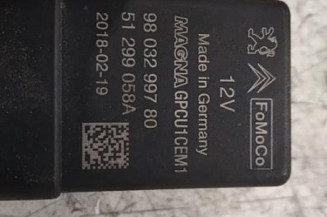 FoMoCo
12V
Made in Germany
MAGNA GPCU1CEM1
98 032 997 80
51 299 058A
2018-02-19